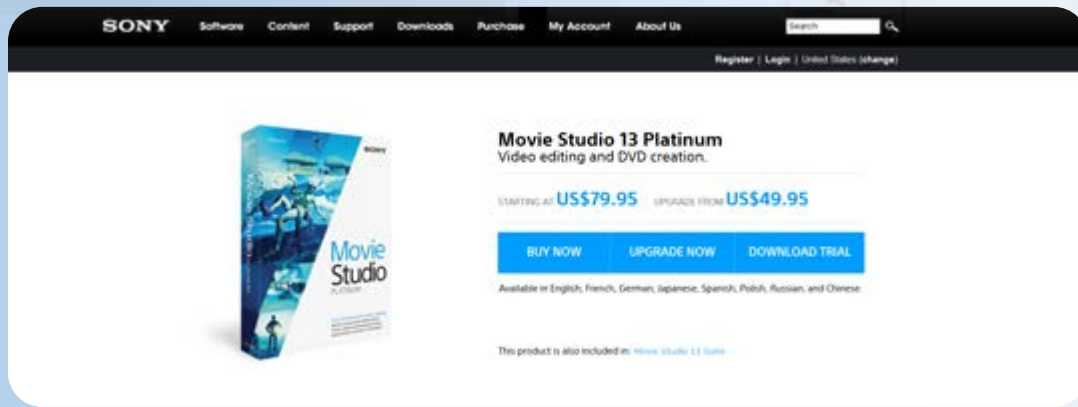 SONY Software Content Support Downloads Purchase My Account About Us Search
Register | Login | United States (change)
SONY
Movie
Studio
PLATINUM
Movie Studio 13 Platinum
Video editing and DVD creation.
STARTING AT US$79.95 UPGRADE FROM US$49.95
BUY NOW UPGRADE NOW DOWNLOAD TRIAL
Available in English, French, German, Japanese, Spanish, Polish, Russian, and Chinese.
This product is also included in: Movie Studio 13 Suite